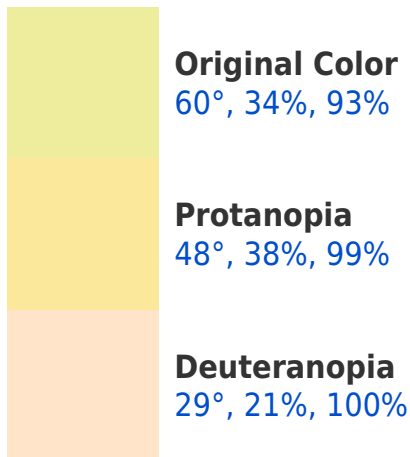 Original Color
60°, 34%, 93%
Protanopia
48°, 38%, 99%
Deuteranopia
29°, 21%, 100%